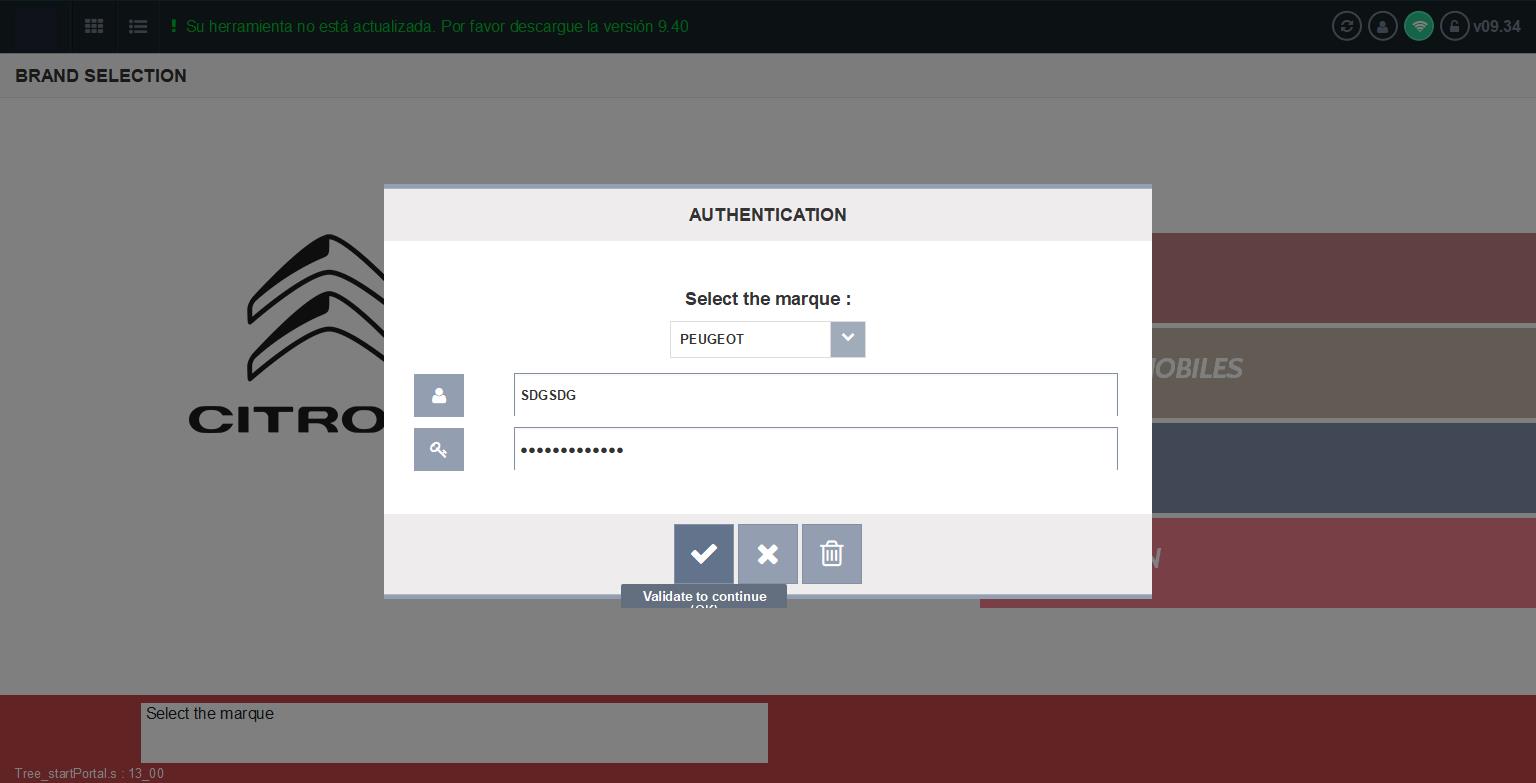 ! Su herramienta no está actualizada. Por favor descargue la versión 9.40
v09.34
BRAND SELECTION
AUTHENTICATION
Select the marque :
PEUGEOT
SDGSDG
•••••••••••••
CITRO
OBILES
N
Validate to continue
(OK)
Select the marque
Tree_startPortal.s : 13_00